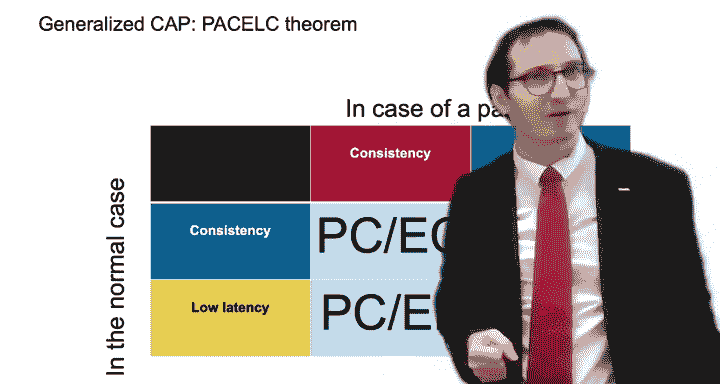 Generalized CAP: PACELC theorem
In case of a pa
Consistency
In the normal case
Consistency
PC/EC
Low latency
PC/E